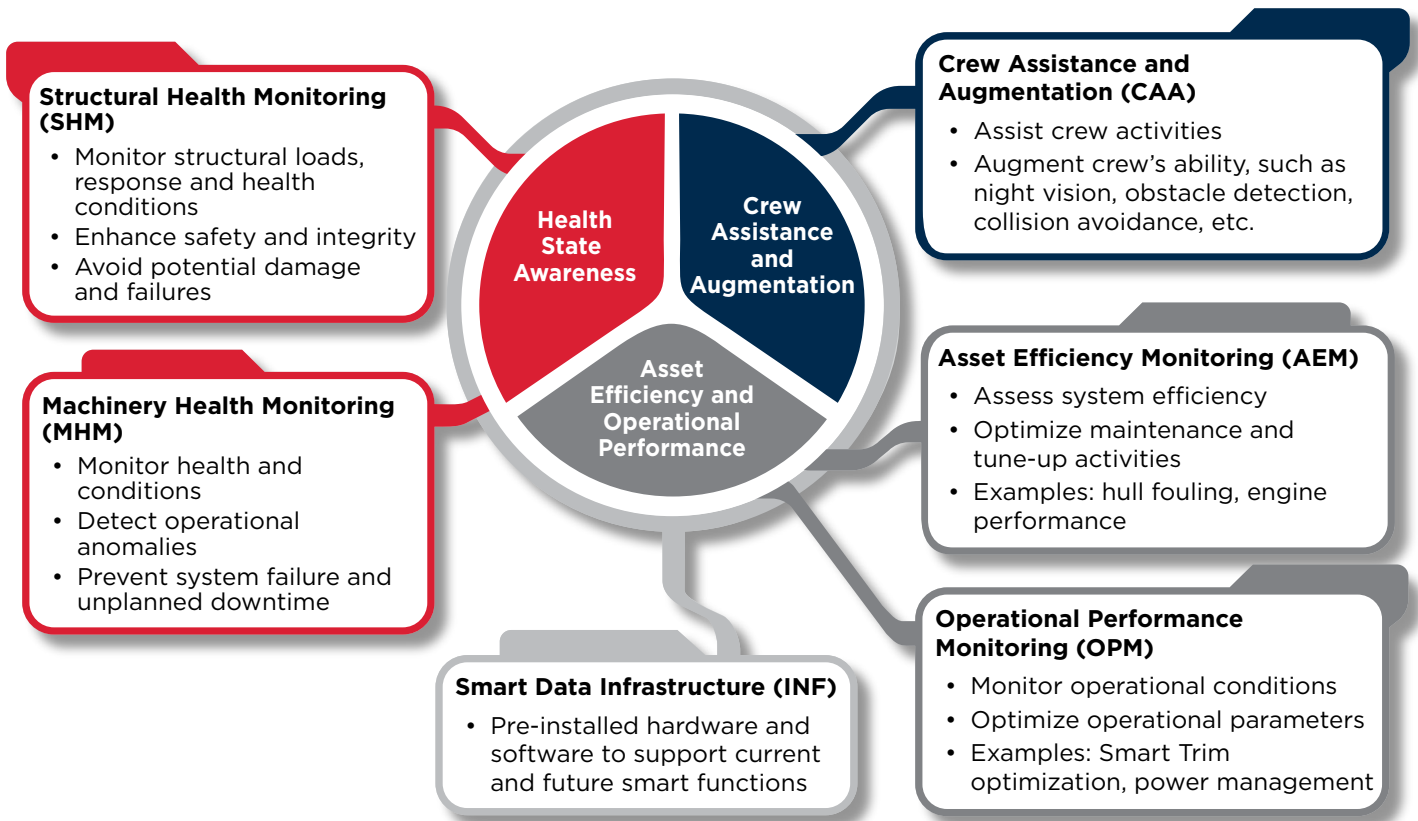 Structural Health Monitoring
(SHM)
• Monitor structural loads,
response and health
conditions
• Enhance safety and integrity
• Avoid potential damage
and failures
Machinery Health Monitoring
(MHM)
• Monitor health and
conditions
• Detect operational
anomalies
• Prevent system failure and
unplanned downtime
Health
State
Awareness
Crew
Assistance
and
Augmentation
Asset
Efficiency and
Operational
Performance
Smart Data Infrastructure (INF)
• Pre-installed hardware and
software to support current
and future smart functions
Crew Assistance and
Augmentation (CAA)
• Assist crew activities
• Augment crew’s ability, such as
night vision, obstacle detection,
collision avoidance, etc.
Asset Efficiency Monitoring (AEM)
• Assess system efficiency
• Optimize maintenance and
tune-up activities
• Examples: hull fouling, engine
performance
Operational Performance
Monitoring (OPM)
• Monitor operational conditions
• Optimize operational parameters
• Examples: Smart Trim
optimization, power management